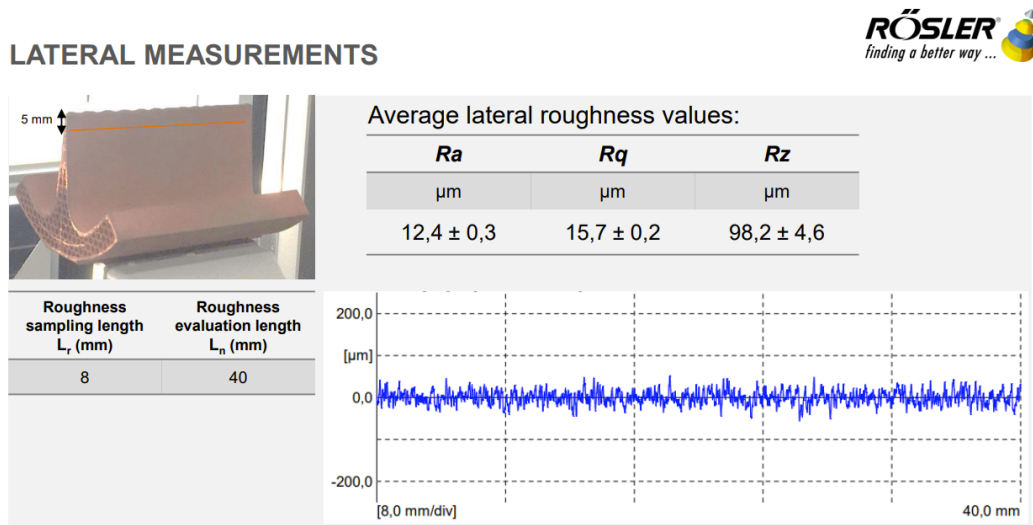 RÖSLER
finding a better way ...
LATERAL MEASUREMENTS
5 mm
Average lateral roughness values:
Ra Rq Rz
µm µm µm
12,4 ± 0,3 15,7 ± 0,2 98,2 ± 4,6
Roughness sampling length Lr (mm) Roughness evaluation length Ln (mm)
8 40
200,0
[µm]
0,0
-200,0
[8,0 mm/div] 40,0 mm